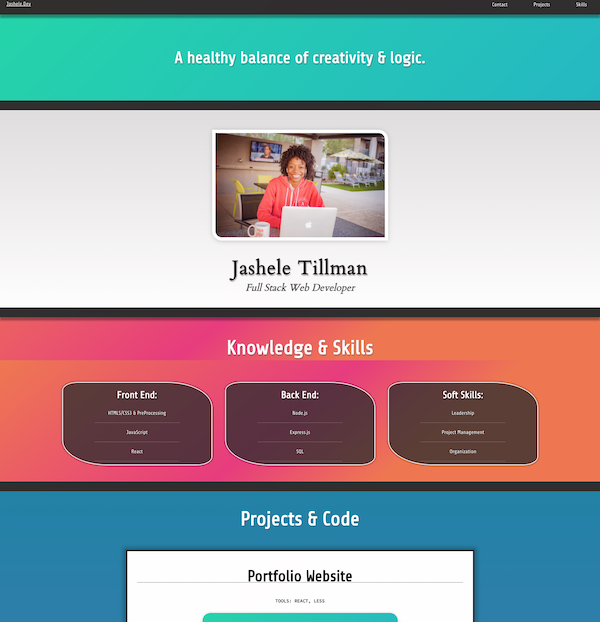 Jashele Dev
Contact Projects Skills
A healthy balance of creativity & logic.
Jashele Tillman
Full Stack Web Developer
Knowledge & Skills
Front End:
HTML5/CSS3 & PreProcessing
JavaScript
React
Back End:
Node.js
Express.js
SQL
Soft Skills:
Leadership
Project Management
Organization
Projects & Code
Portfolio Website
TOOLS: REACT, LESS